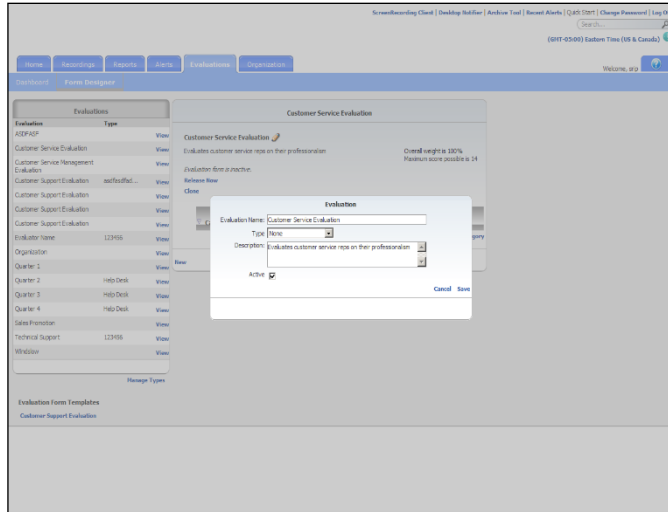 ScreenRecording Client | Desktop Notifier | Archive Tool | Recent Alerts | Quick Start | Change Password | Log O
Search...
(GMT-05:00) Eastern Time (US & Canada)
Home Recordings Reports Alerts Evaluations Organization
Welcome, arp
Dashboard Form Designer
Evaluations
Evaluation Type
ASDFASF View
Customer Service Evaluation View
Customer Service Management Evaluation View
Customer Support Evaluation asdfasdfasd... View
Customer Support Evaluation View
Customer Support Evaluation View
Customer Support Evaluation View
Evaluator Name 123456 View
Organization View
Quarter 1 View
Quarter 2 Help Desk View
Quarter 3 Help Desk View
Quarter 4 Help Desk View
Sales Promotion View
Technical Support 123456 View
Windslow View
Manage Types
Evaluation Form Templates
Customer Support Evaluation
Customer Service Evaluation
Customer Service Evaluation
Evaluates customer service reps on their professionalism
Overall weight is 100%
Maximum score possible is 14
Evaluation form is inactive.
Release Now
Clone
New
Evaluation
Evaluation Name: Customer Service Evaluation
Type None
Description: Evaluates customer service reps on their professionalism
Active
Cancel Save